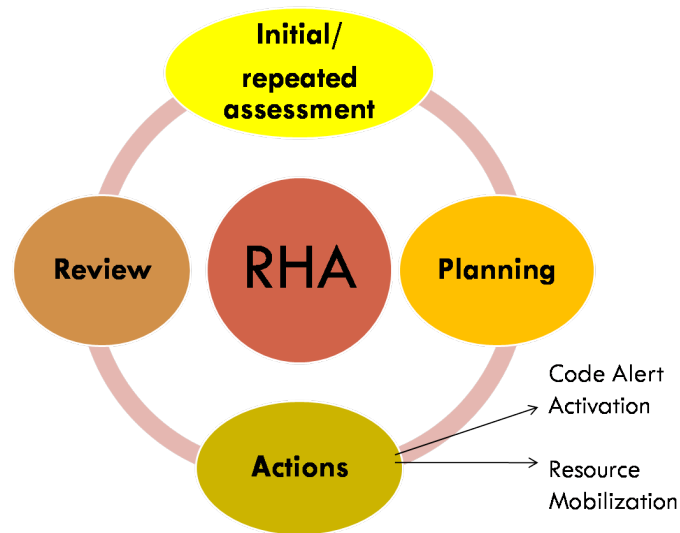 Initial/
repeated
assessment
Review
RHA
Planning
Code Alert
Activation
Actions
Resource
Mobilization